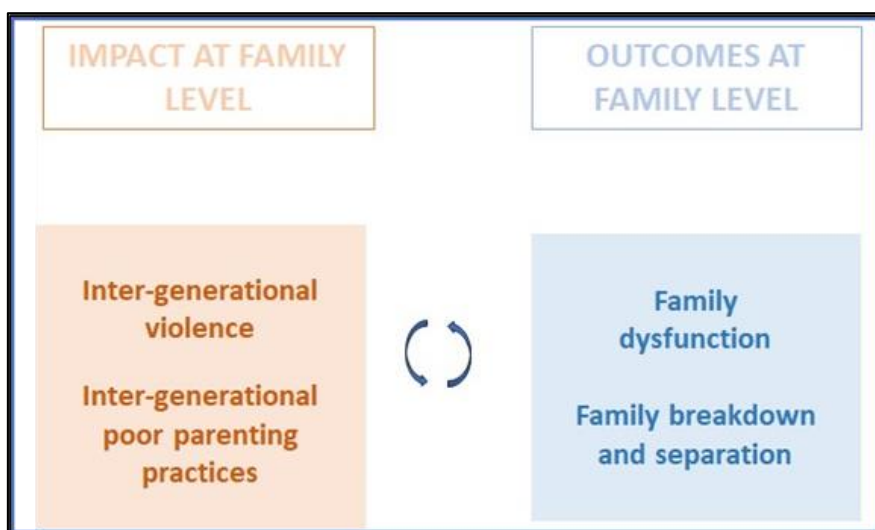 IMPACT AT FAMILY
LEVEL
OUTCOMES AT
FAMILY LEVEL
Inter-generational
violence
Inter-generational
poor parenting
practices
Family
dysfunction
Family breakdown
and separation